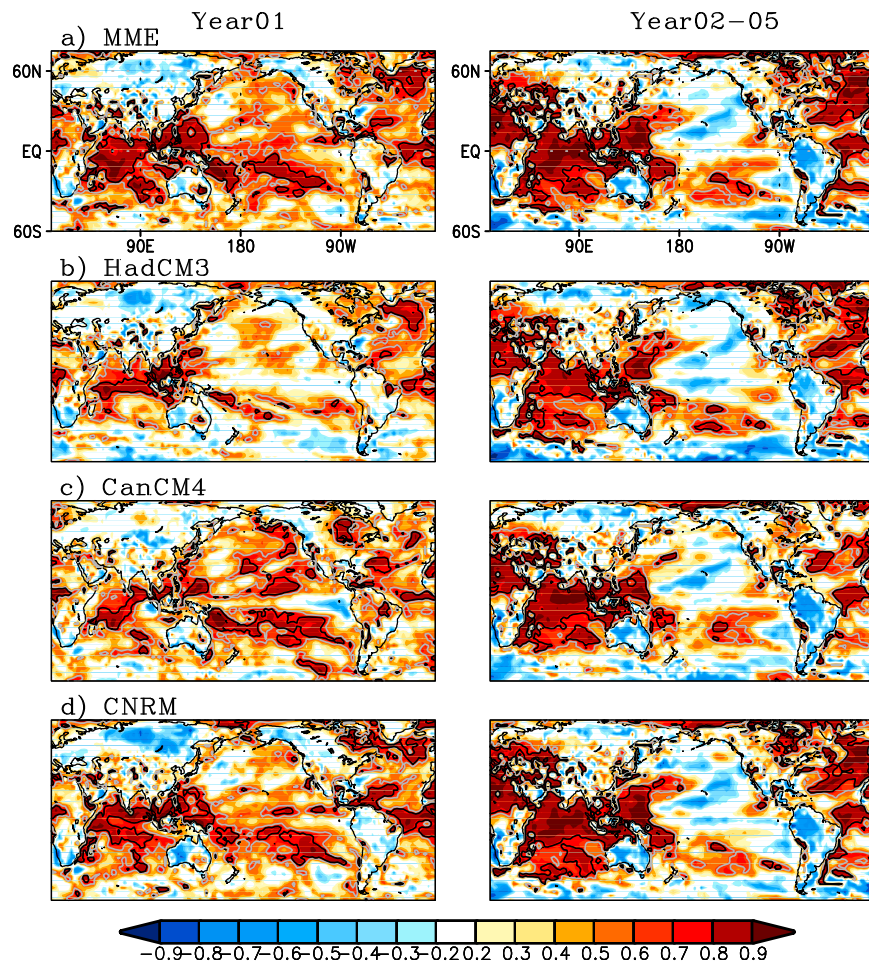 Year01 Year02-05
a) MME
60N 60N
EQ EQ
60S 60S
90E 180 90W 90E 180 90W
b) HadCM3
c) CanCM4
d) CNRM
-0.9-0.8-0.7-0.6-0.5-0.4-0.3-0.2 0.2 0.3 0.4 0.5 0.6 0.7 0.8 0.9